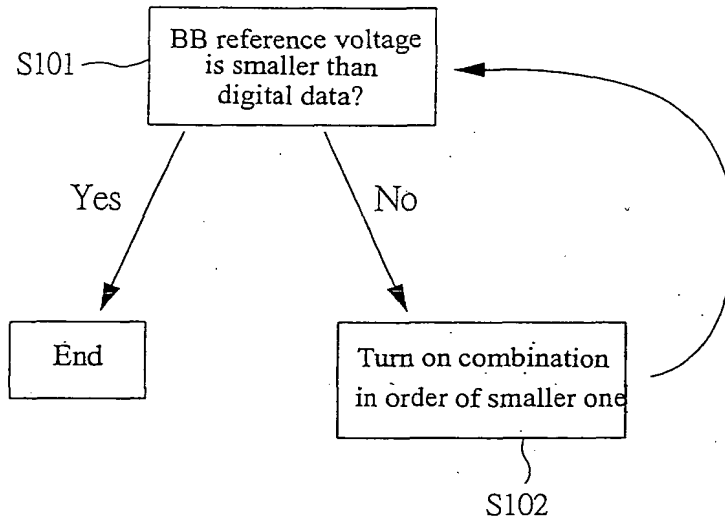 BB reference voltage
is smaller than
digital data?
S101
Yes
No
End
Turn on combination
in order of smaller one
S102